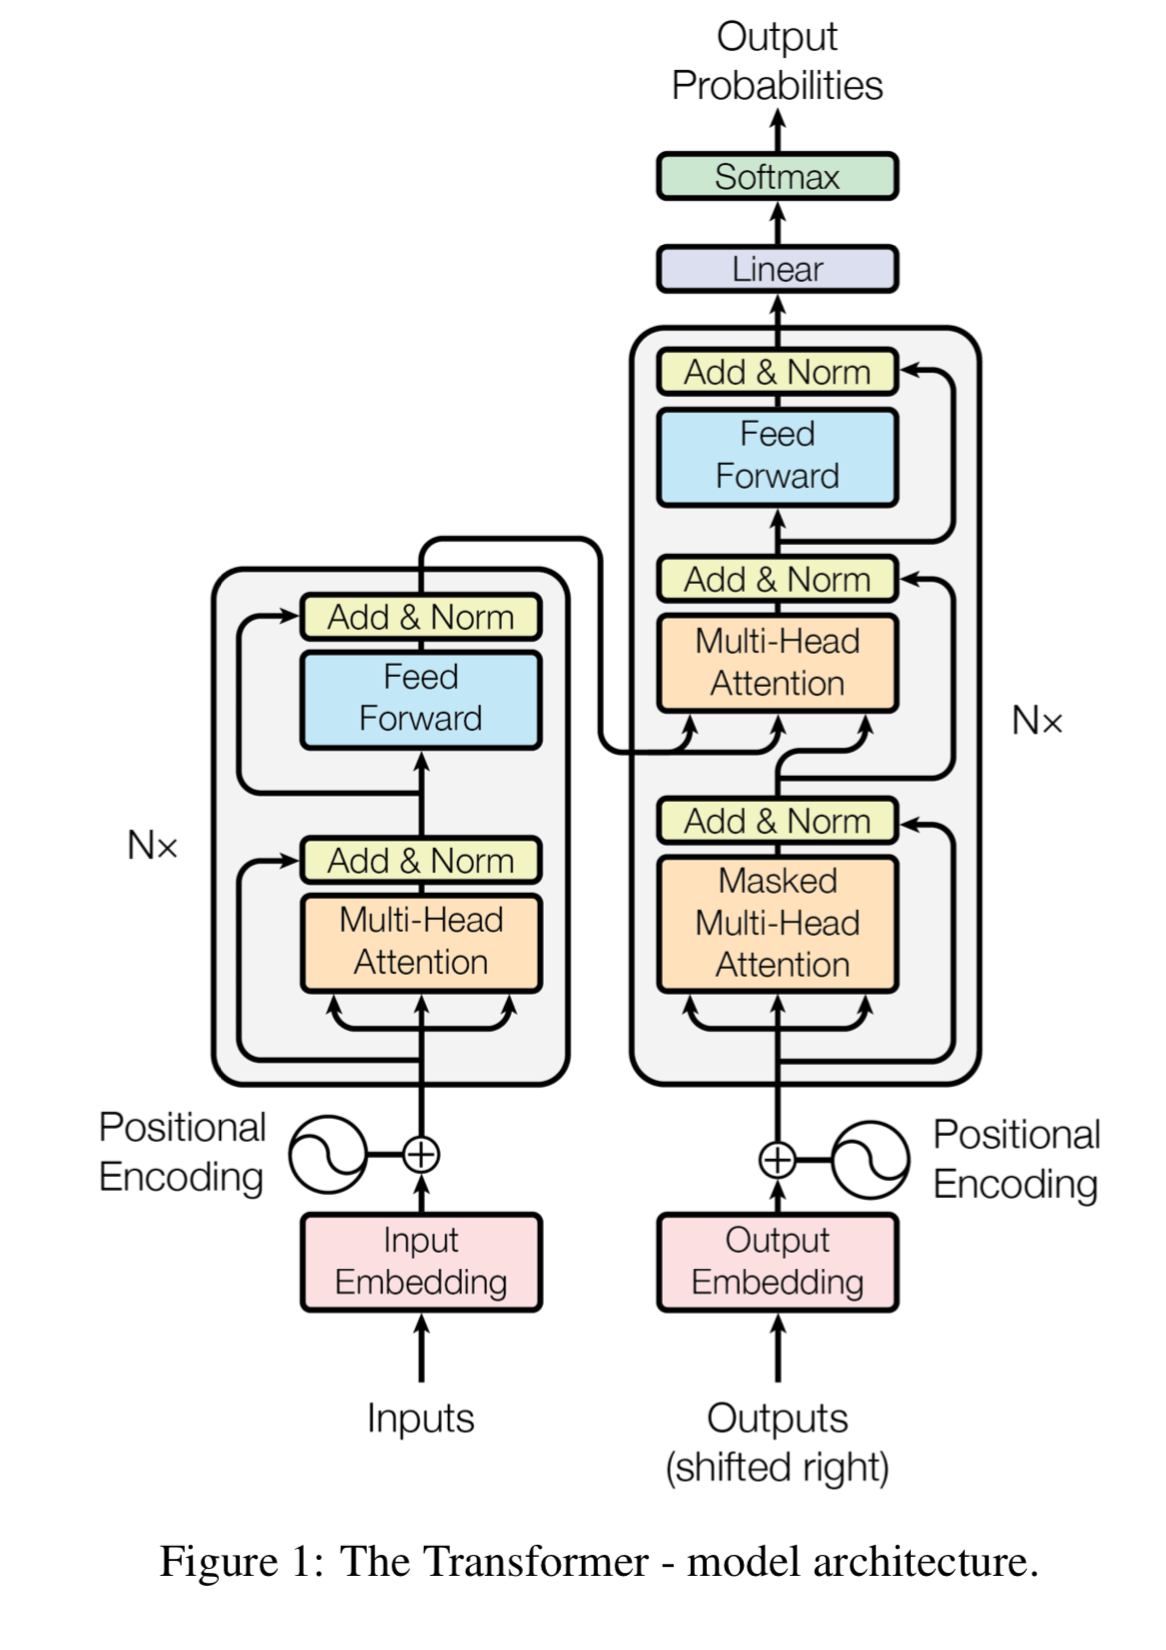 Output
Probabilities
Softmax
Linear
Add & Norm
Feed
Forward
Add & Norm
Multi-Head
Attention
Nx
Add & Norm
Masked
Multi-Head
Attention
Add & Norm
Feed
Forward
Nx
Add & Norm
Multi-Head
Attention
Positional
Encoding
Positional
Encoding
Input
Embedding
Output
Embedding
Inputs
Outputs
(shifted right)
Figure 1: The Transformer - model architecture.